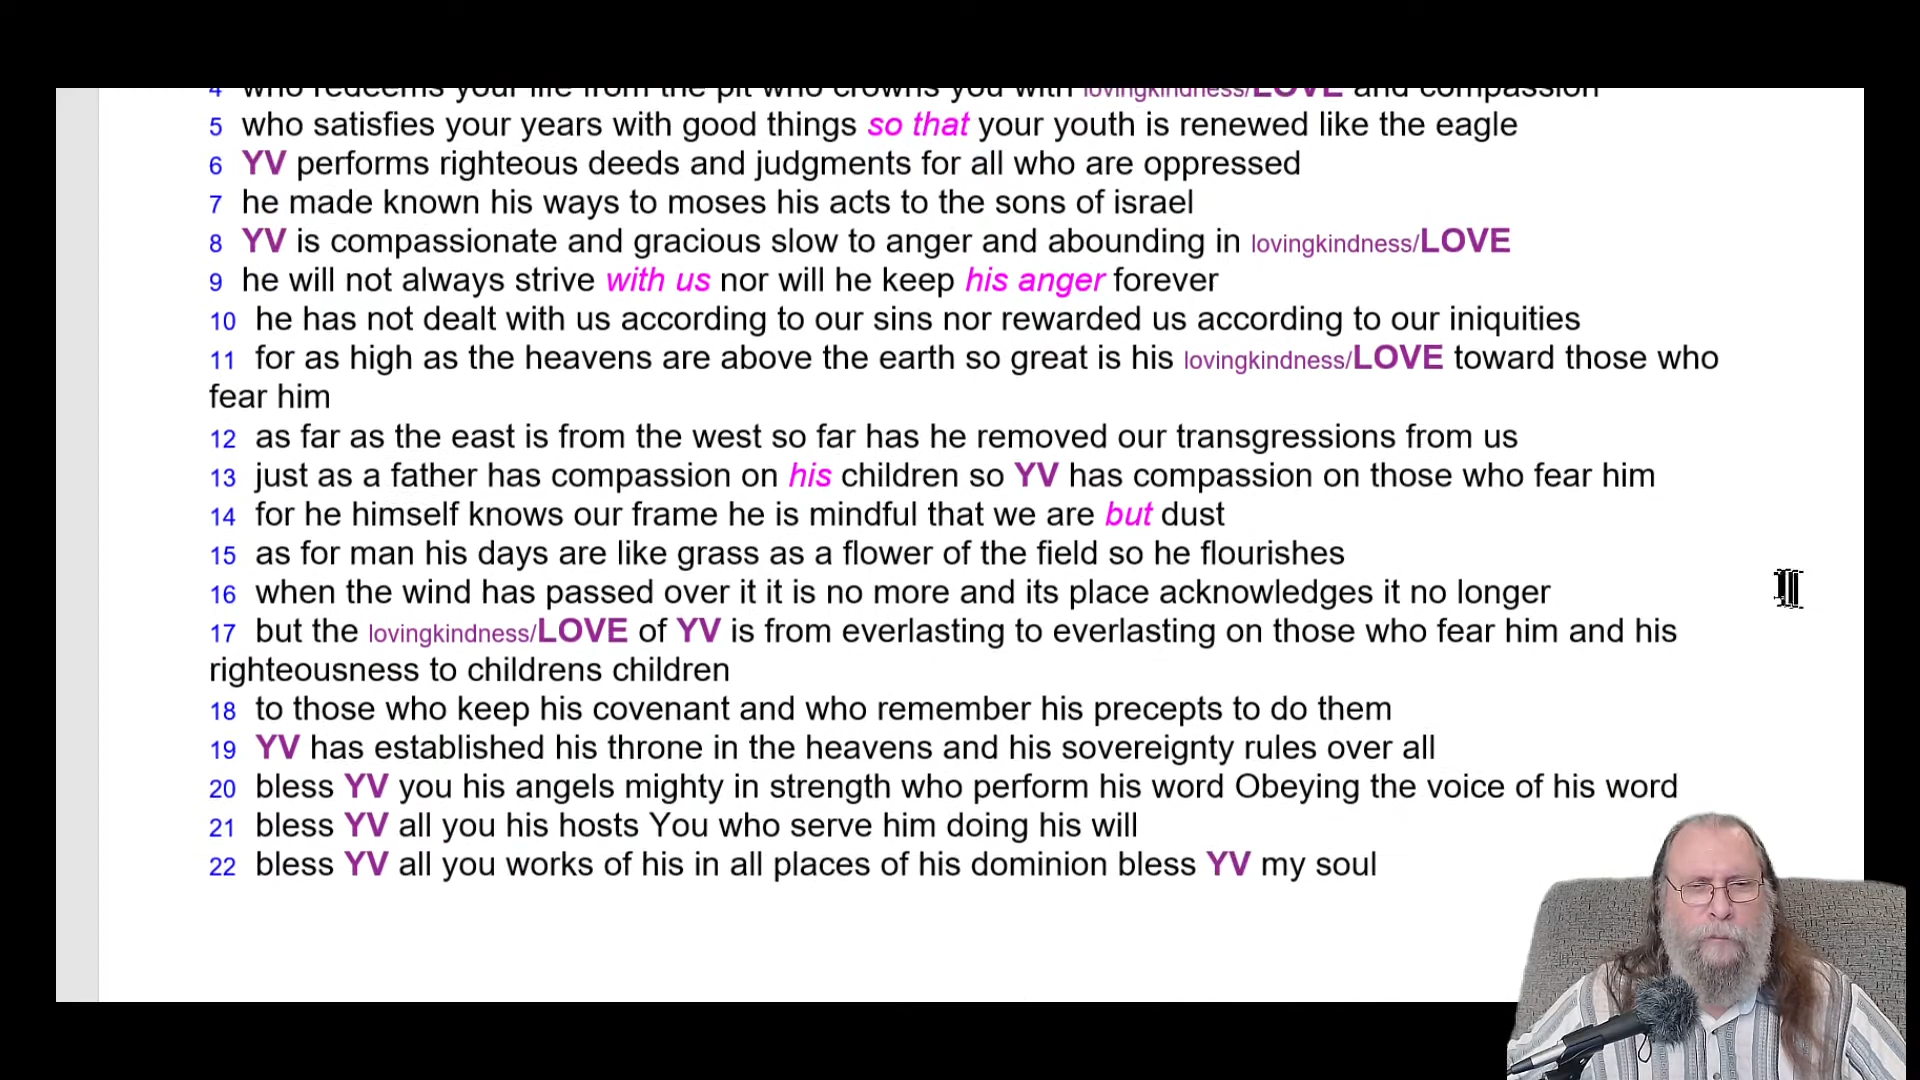 4 who redeems your life from the pit who crowns you with lovingkindness/LOVE and compassion
5 who satisfies your years with good things so that your youth is renewed like the eagle
6 YV performs righteous deeds and judgments for all who are oppressed
7 he made known his ways to moses his acts to the sons of israel
8 YV is compassionate and gracious slow to anger and abounding in lovingkindness/LOVE
9 he will not always strive with us nor will he keep his anger forever
10 he has not dealt with us according to our sins nor rewarded us according to our iniquities
11 for as high as the heavens are above the earth so great is his lovingkindness/LOVE toward those who
fear him
12 as far as the east is from the west so far has he removed our transgressions from us
13 just as a father has compassion on his children so YV has compassion on those who fear him
14 for he himself knows our frame he is mindful that we are but dust
15 as for man his days are like grass as a flower of the field so he flourishes
16 when the wind has passed over it it is no more and its place acknowledges it no longer
17 but the lovingkindness/LOVE of YV is from everlasting to everlasting on those who fear him and his
righteousness to childrens children
18 to those who keep his covenant and who remember his precepts to do them
19 YV has established his throne in the heavens and his sovereignty rules over all
20 bless YV you his angels mighty in strength who perform his word Obeying the voice of his word
21 bless YV all you his hosts You who serve him doing his will
22 bless YV all you works of his in all places of his dominion bless YV my soul